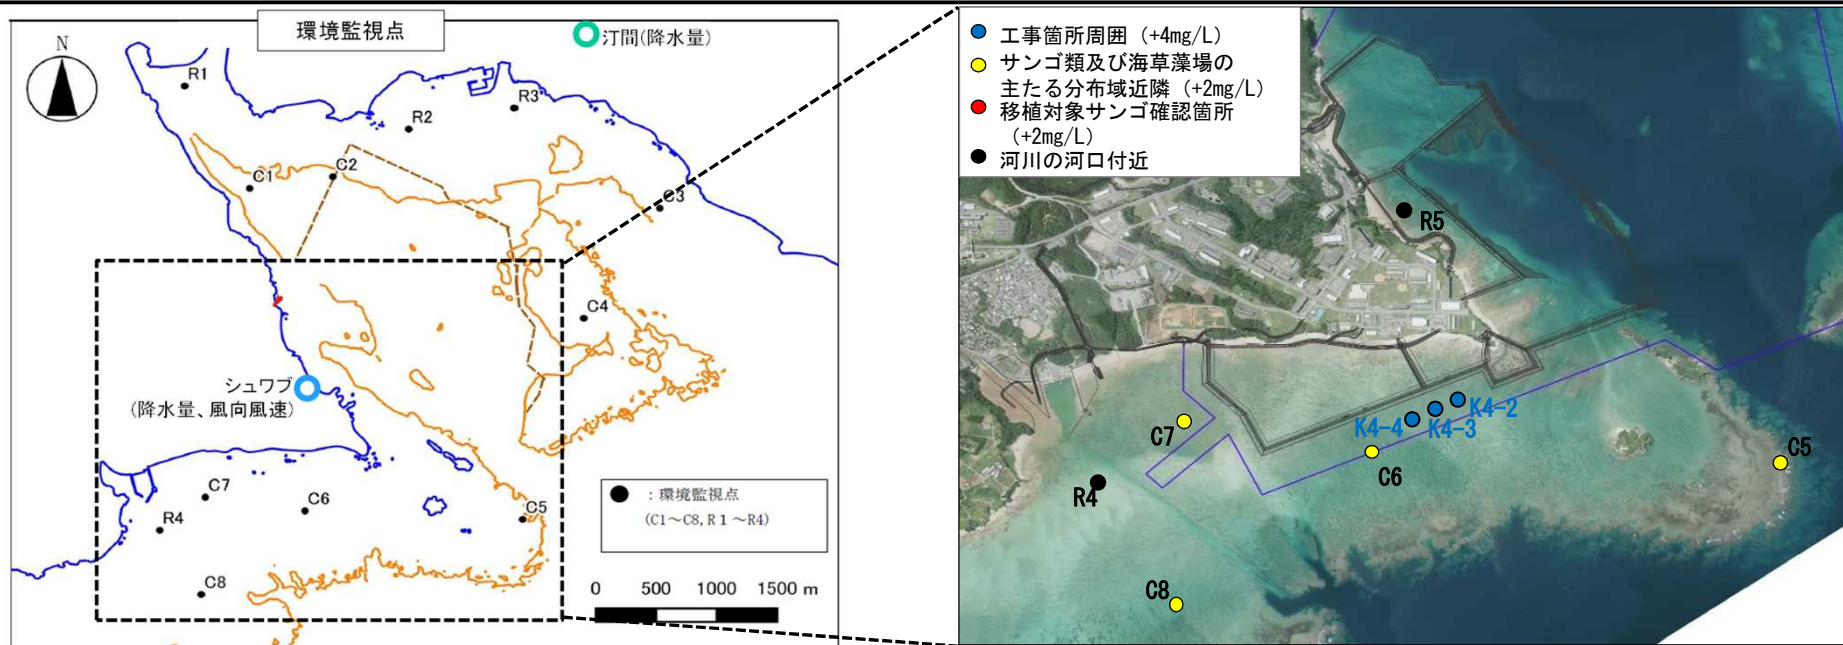 環境監視点
汀間(降水量)
N
R1
R2
R3
C1
C2
C3
C4
シュワブ
(降水量、風向風速)
C7
C6
C5
R4
C8
● :環境監視点
(C1~C8,R1~R4)
0 500 1000 1500 m
工事箇所周囲 (+4mg/L)
サンゴ類及び海草藻場の
主たる分布域近隣 (+2mg/L)
移植対象サンゴ確認箇所
(+2mg/L)
河川の河口付近
R5
K4-2
K4-3
K4-4
C7
C6
C5
R4
C8